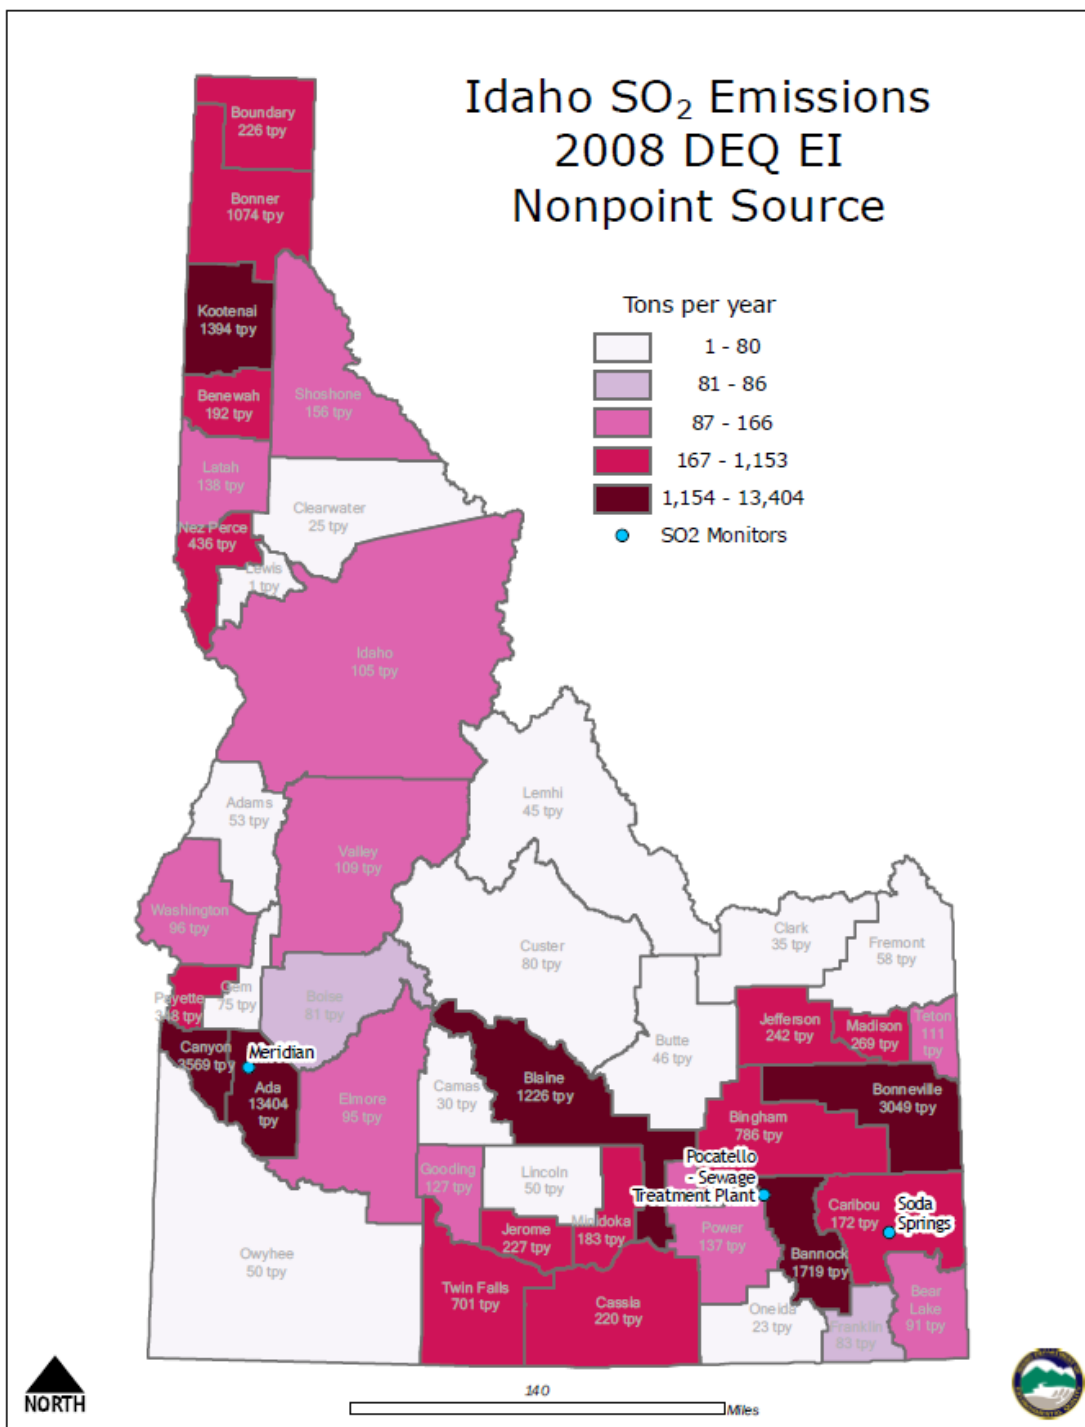 Idaho SO₂ Emissions
2008 DEQ EI
Nonpoint Source
Tons per year
1 - 80
81 - 86
87 - 166
167 - 1,153
1,154 - 13,404
SO2 Monitors
Boundary
226 tpy
Bonner
1074 tpy
Kootenai
1394 tpy
Benewah
192 tpy
Shoshone
156 tpy
Latah
138 tpy
Clearwater
25 tpy
Nez Perce
436 tpy
Lewis
1 tpy
Idaho
105 tpy
Adams
53 tpy
Lemhi
45 tpy
Valley
109 tpy
Washington
96 tpy
Custer
80 tpy
Clark
35 tpy
Fremont
58 tpy
Payette
348 tpy
Gem
75 tpy
Boise
81 tpy
Butte
46 tpy
Jefferson
242 tpy
Madison
269 tpy
Teton
111
tpy
Canyon
3569 tpy
Meridian
Ada
13404
tpy
Elmore
95 tpy
Camas
30 tpy
Blaine
1226 tpy
Bonneville
3049 tpy
Bingham
786 tpy
Pocatello
- Sewage
Treatment Plant
Gooding
127 tpy
Lincoln
50 tpy
Minidoka
183 tpy
Jerome
227 tpy
Power
137 tpy
Caribou
172 tpy
Soda
Springs
Bannock
1719 tpy
Owyhee
50 tpy
Twin Falls
701 tpy
Cassia
220 tpy
Oneida
23 tpy
Franklin
83 tpy
Bear
Lake
91 tpy
NORTH
140
Miles